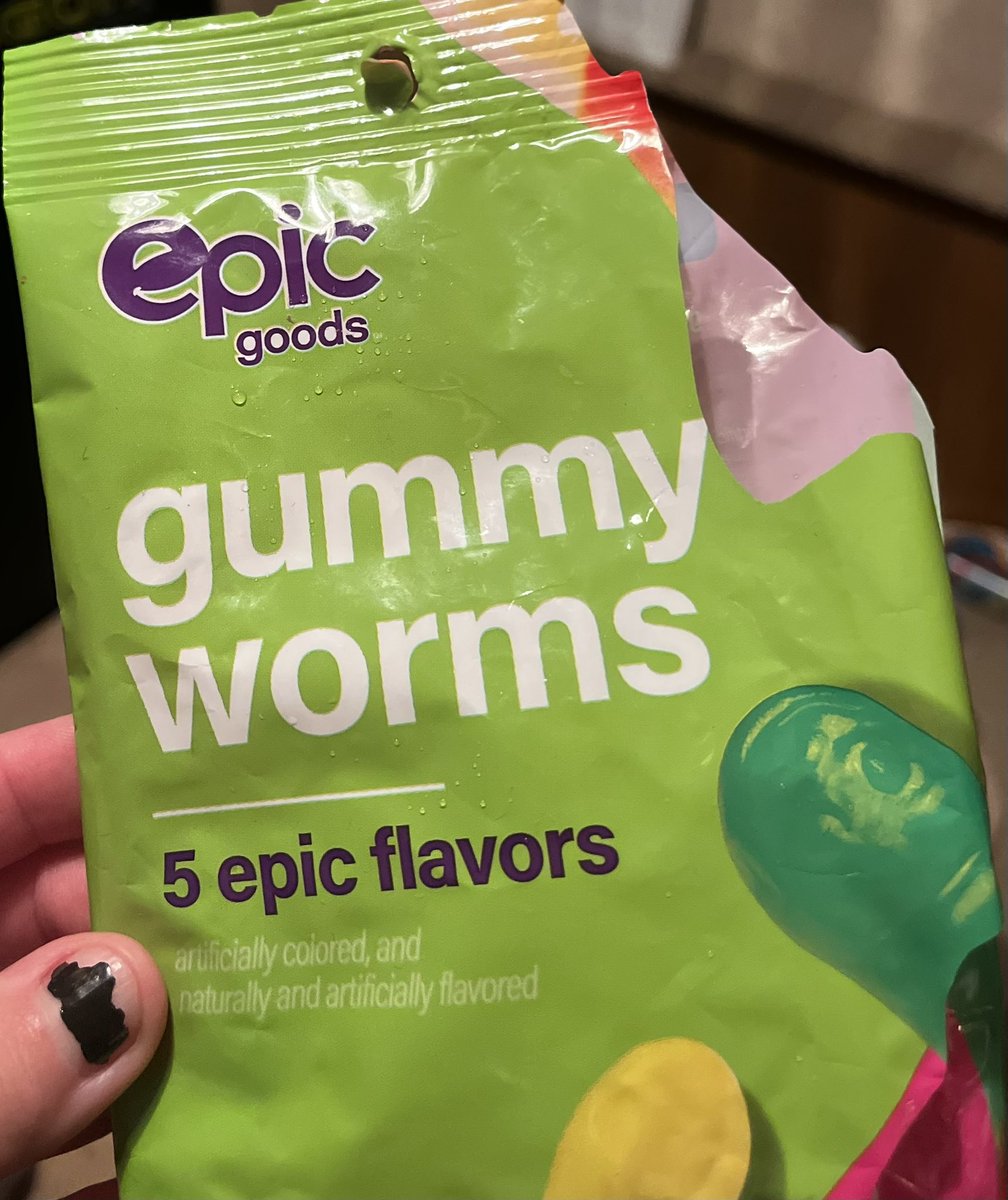 epic
goods
gummy
worms
5 epic flavors
artificially colored, and
naturally and artificially flavored